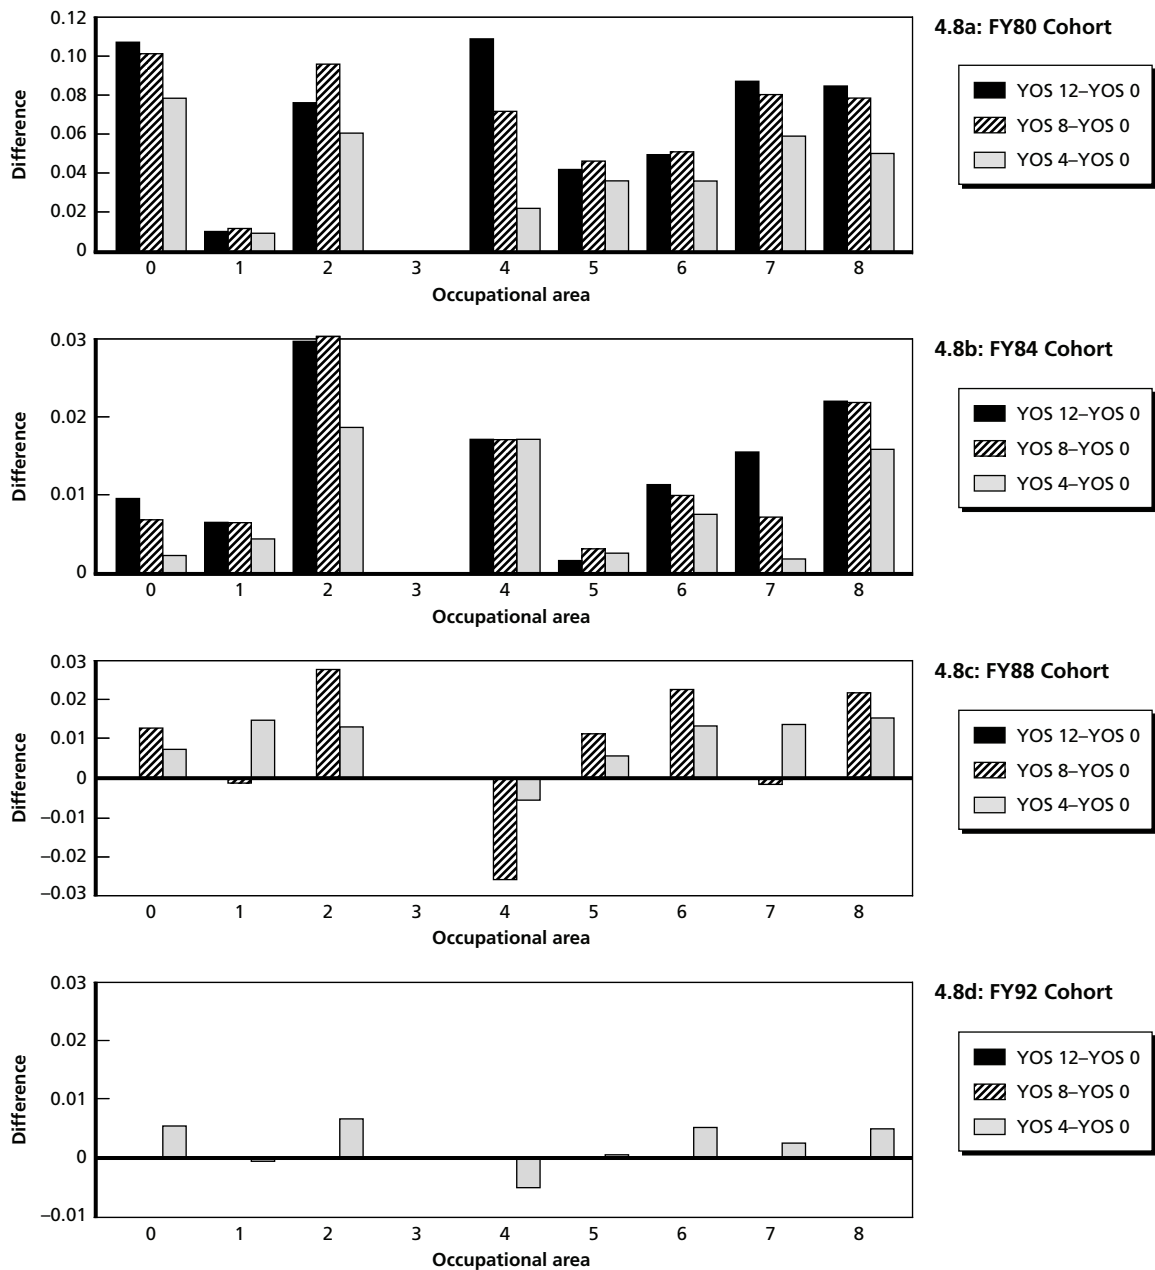 4.8a: FY80 Cohort
Difference
0.12
0.10
0.08
0.06
0.04
0.02
0
0 1 2 3 4 5 6 7 8
Occupational area
YOS 12–YOS 0
YOS 8–YOS 0
YOS 4–YOS 0
4.8b: FY84 Cohort
Difference
0.03
0.02
0.01
0
0 1 2 3 4 5 6 7 8
Occupational area
YOS 12–YOS 0
YOS 8–YOS 0
YOS 4–YOS 0
4.8c: FY88 Cohort
Difference
0.03
0.02
0.01
0
–0.01
–0.02
–0.03
0 1 2 3 4 5 6 7 8
Occupational area
YOS 12–YOS 0
YOS 8–YOS 0
YOS 4–YOS 0
4.8d: FY92 Cohort
Difference
0.03
0.02
0.01
0
–0.01
0 1 2 3 4 5 6 7 8
Occupational area
YOS 12–YOS 0
YOS 8–YOS 0
YOS 4–YOS 0